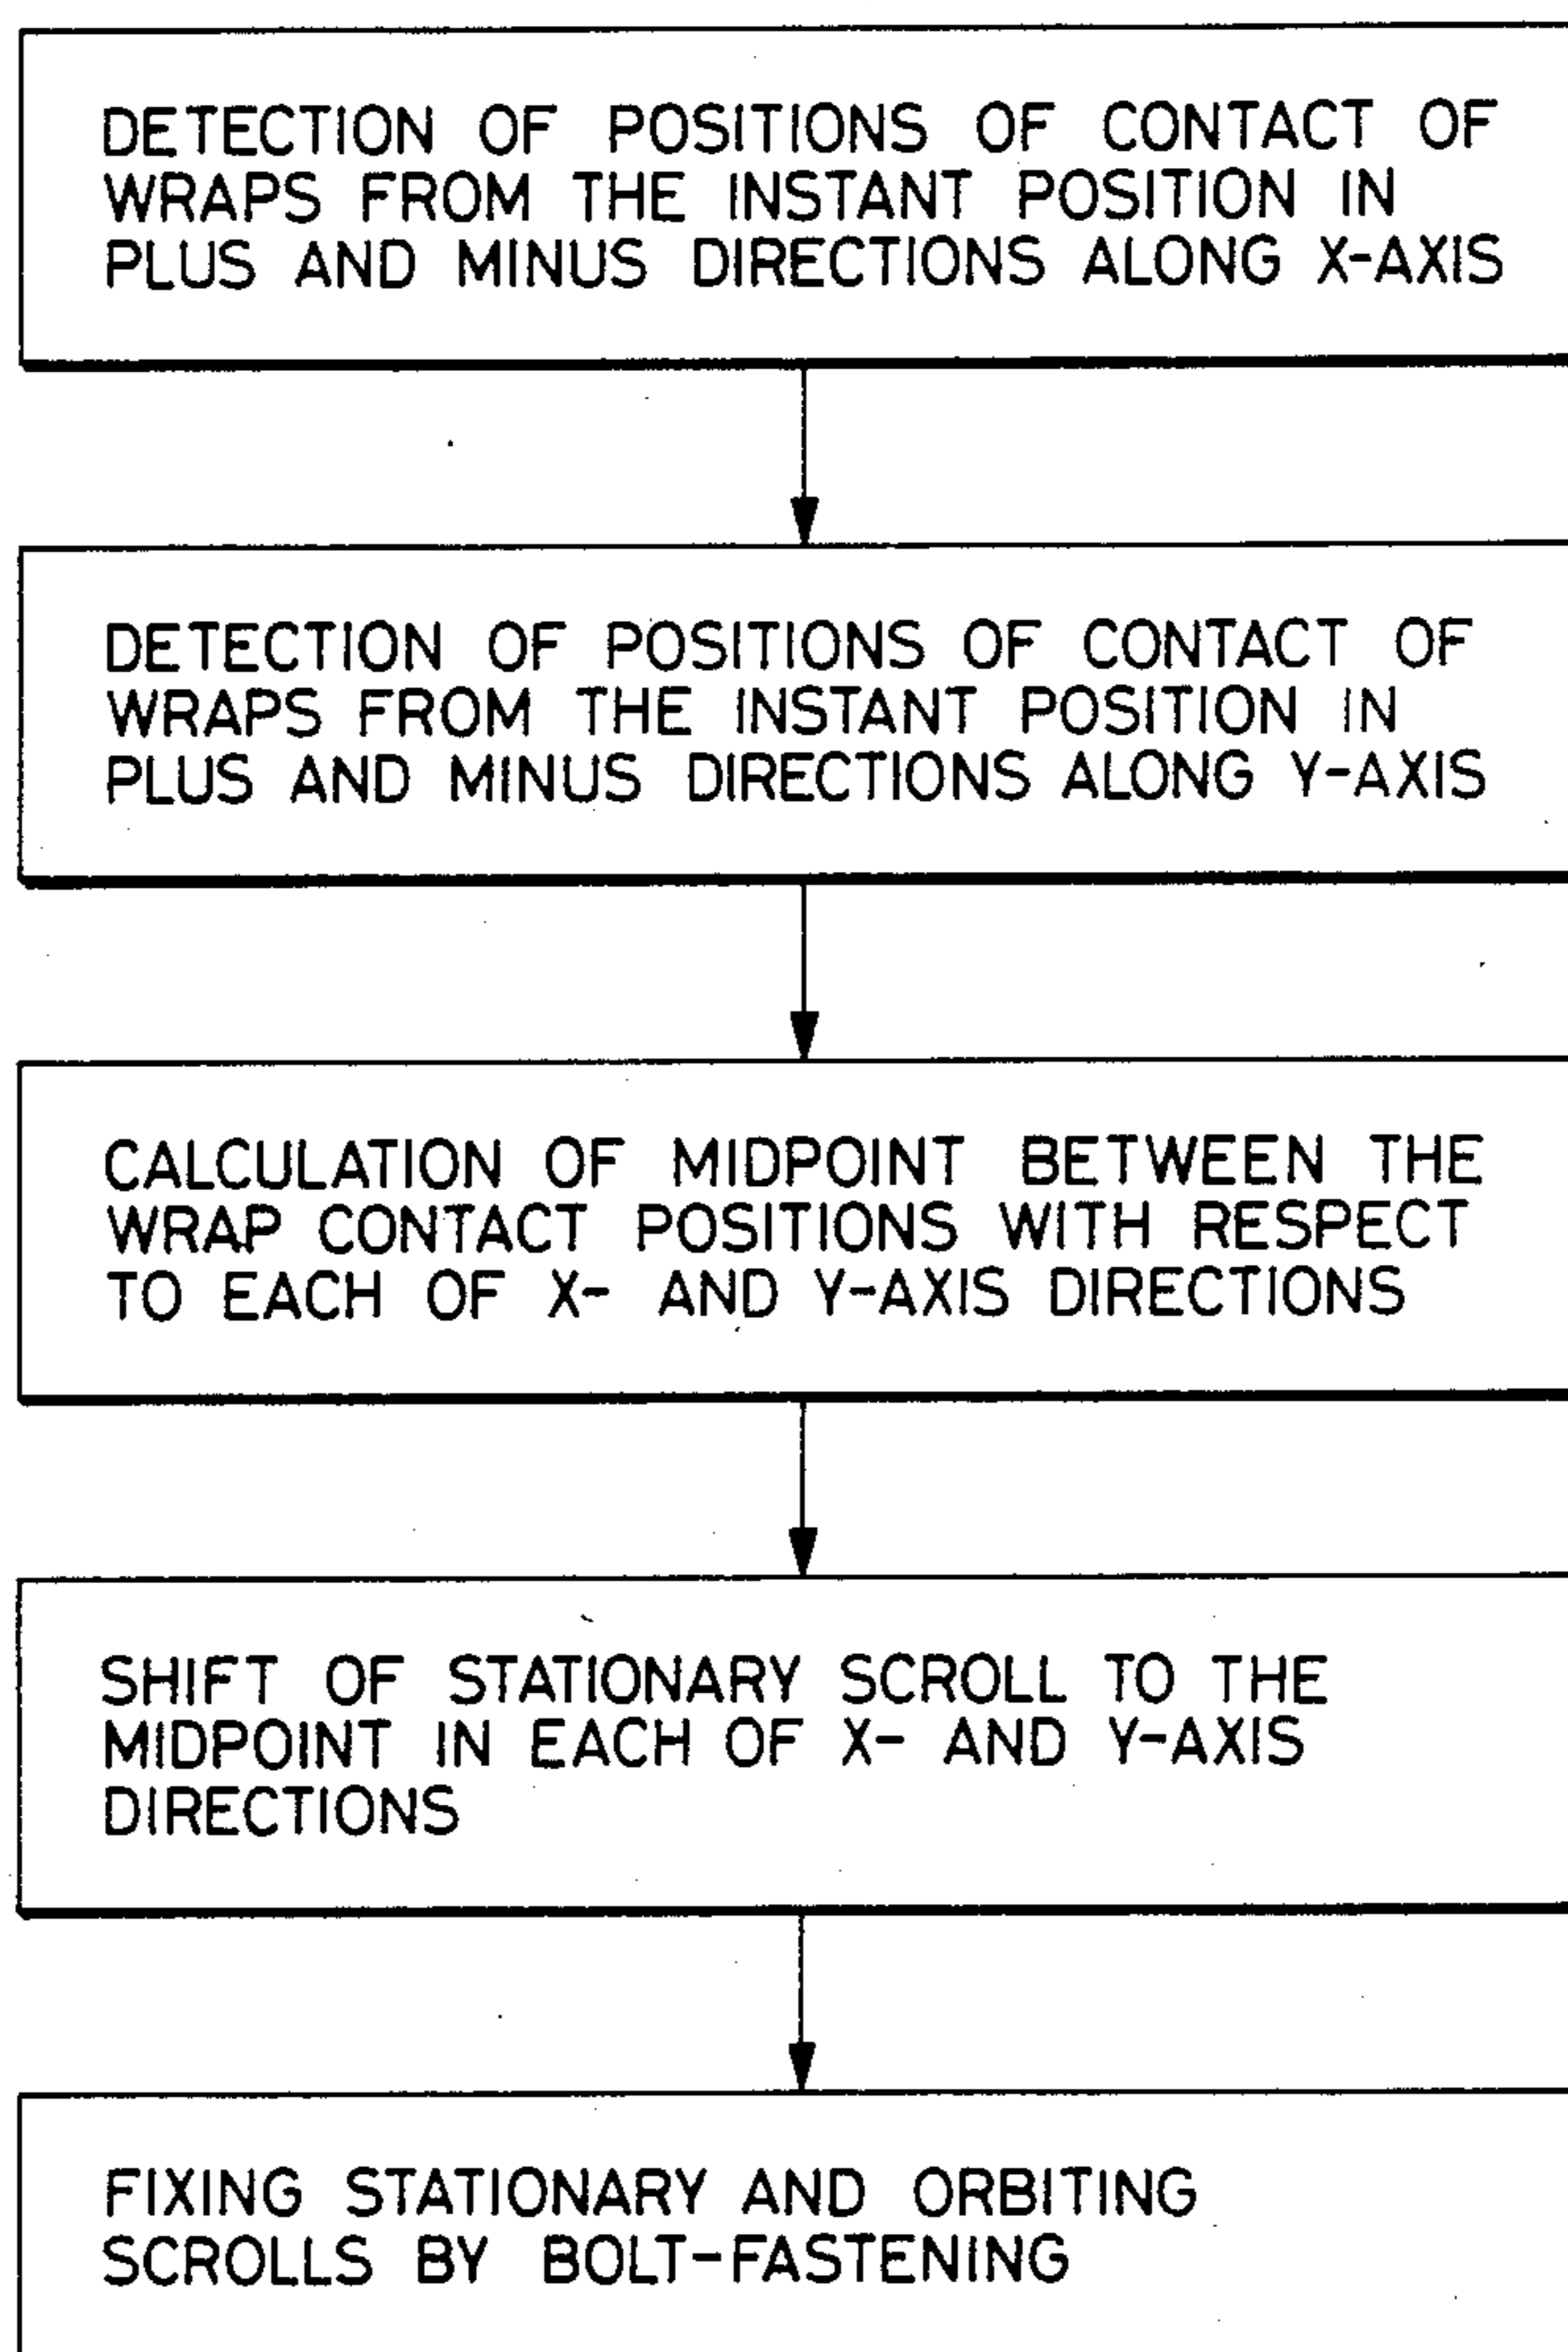 DETECTION OF POSITIONS OF CONTACT OF
WRAPS FROM THE INSTANT POSITION IN
PLUS AND MINUS DIRECTIONS ALONG X-AXIS
DETECTION OF POSITIONS OF CONTACT OF
WRAPS FROM THE INSTANT POSITION IN
PLUS AND MINUS DIRECTIONS ALONG Y-AXIS
CALCULATION OF MIDPOINT BETWEEN THE
WRAP CONTACT POSITIONS WITH RESPECT
TO EACH OF X- AND Y-AXIS DIRECTIONS
SHIFT OF STATIONARY SCROLL TO THE
MIDPOINT IN EACH OF X- AND Y-AXIS
DIRECTIONS
FIXING STATIONARY AND ORBITING
SCROLLS BY BOLT-FASTENING